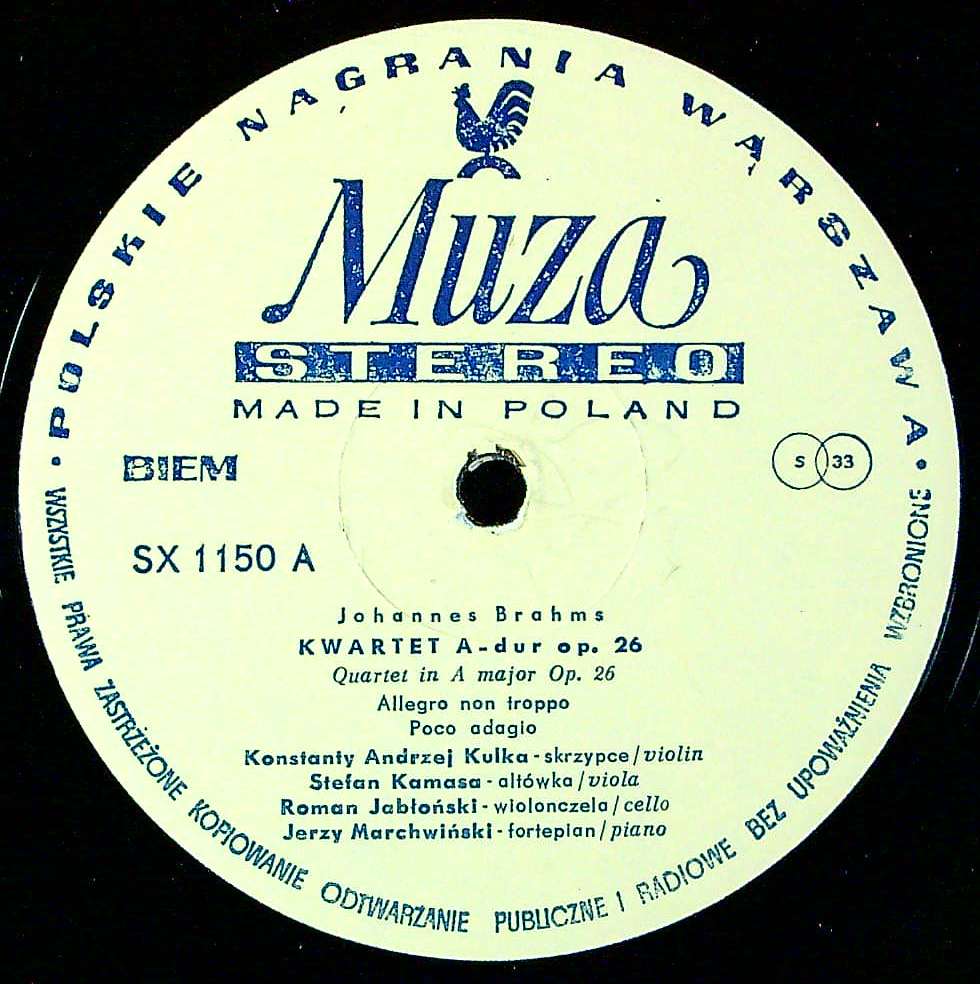 POLSKIE NAGRANIA WARSZAWA
Muza
STEREO
MADE IN POLAND
BIEM
S 33
SX 1150 A
Johannes Brahms
KWARTET A-dur op. 26
Quartet in A major Op. 26
Allegro non troppo
Poco adagio
Konstanty Andrzej Kulka - skrzypce / violin
Stefan Kamasa - altówka / viola
Roman Jabłoński - wiolonczela / cello
Jerzy Marchwiński - fortepian / piano
• WSZYSTKIE PRAWA ZASTRZEŻONE KOPIOWANIE ODTWARZANIE PUBLICZNE I RADIOWE BEZ UPOWAŻNIENIA WZBRONIONE •